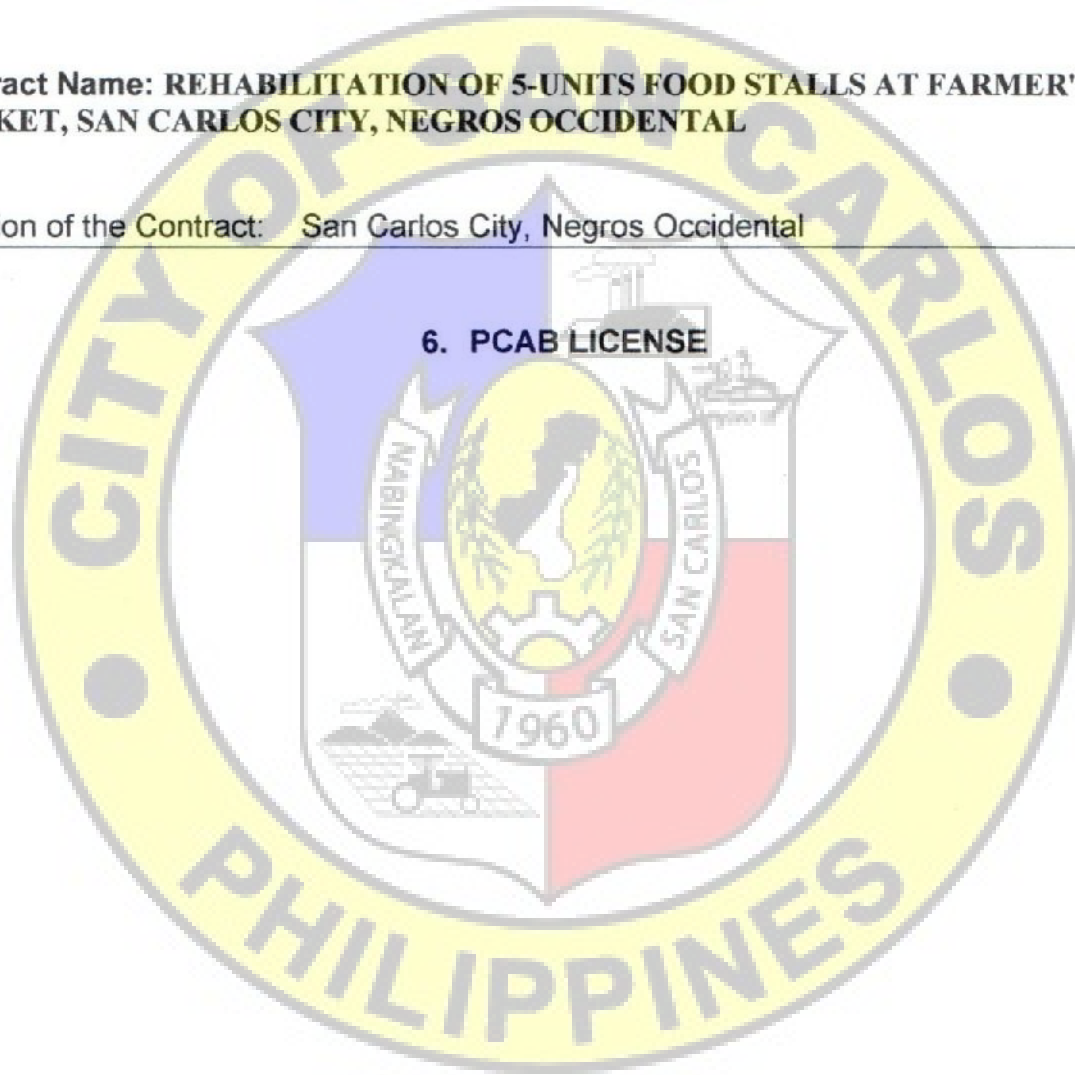 ract Name: REHABILITATION OF 5-UNITS FOOD STALLS AT FARMER'
KET, SAN CARLOS CITY, NEGROS OCCIDENTAL
ion of the Contract: San Carlos City, Negros Occidental
6. PCAB LICENSE
CITY OF SAN CARLOS
NABINGKALAN
SAN CARLOS
1960
PHILIPPINES